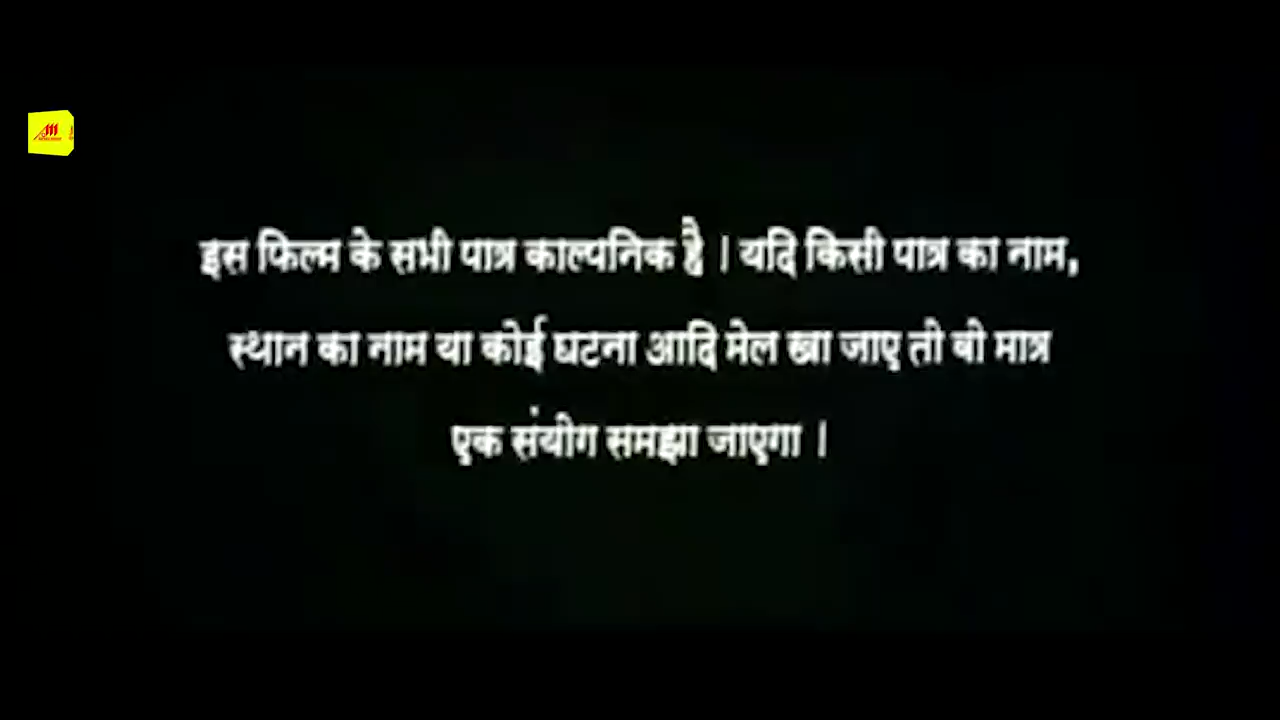 इस फिल्म के सभी पात्र काल्पनिक है । यदि किसी पात्र का नाम,
स्थान का नाम या कोई घटना आदि मेल खा जाए तो वो मात्र
एक संयोग समझा जाएगा ।